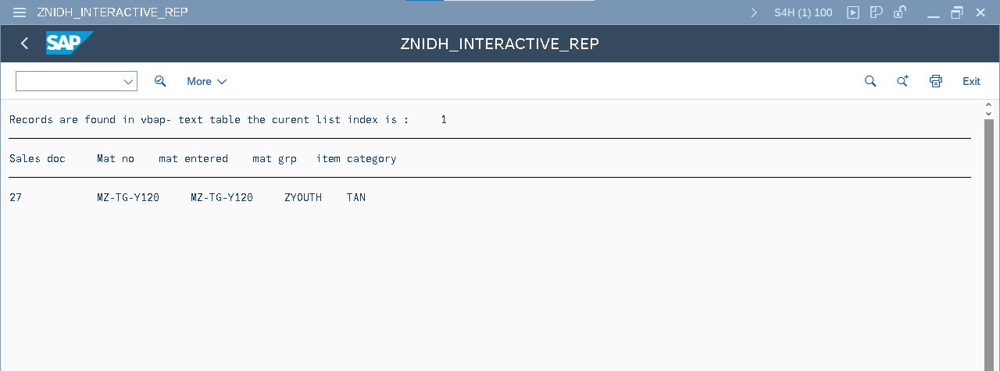 ZNIDH_INTERACTIVE_REP
S4H (1) 100
SAP
ZNIDH_INTERACTIVE_REP
More
Exit
Records are found in vbap- text table the curent list index is : 1
Sales doc Mat no mat entered mat grp item category
27 MZ-TG-Y120 MZ-TG-Y120 ZYOUTH TAN